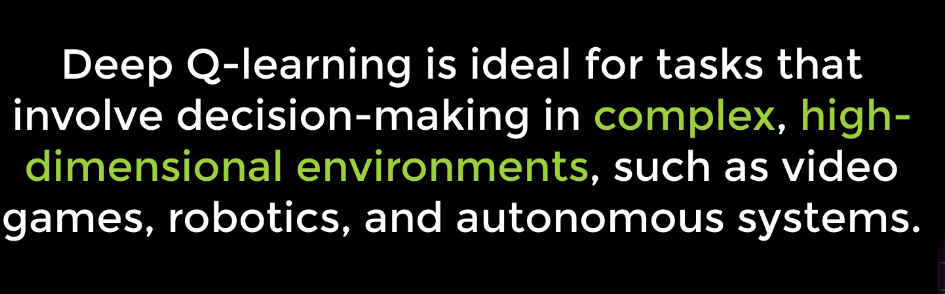 Deep Q-learning is ideal for tasks that
involve decision-making in complex, high-
dimensional environments, such as video
games, robotics, and autonomous systems.